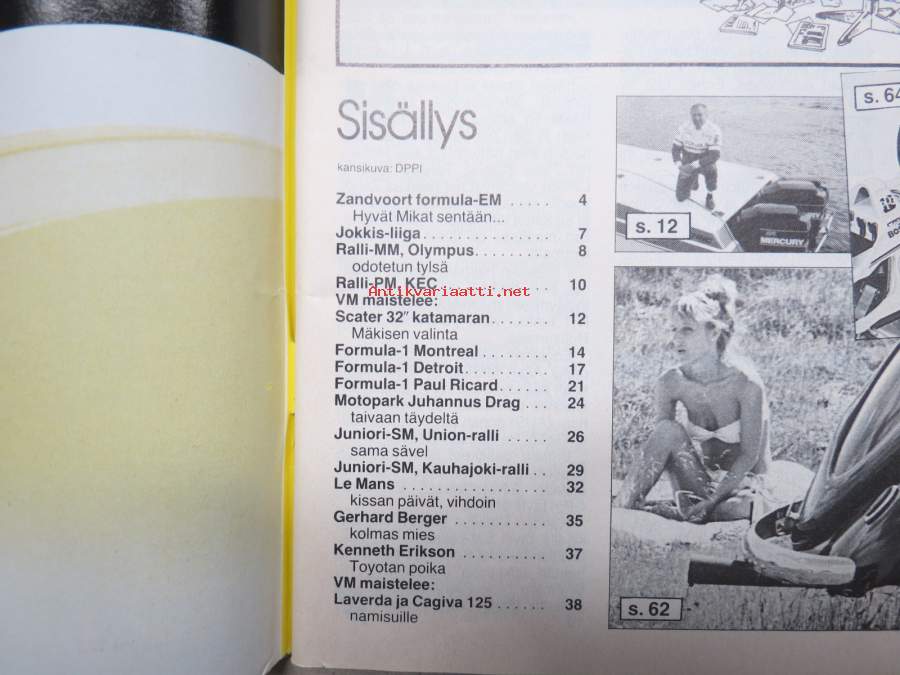 Sisällys
kansikuva: DPPI
Zandvoort formula-EM ..... 4
Hyvät Mikat sentään...
Jokkis-liiga ................ 7
Ralli-MM, Olympus ......... 8
odotetun tylsä
Ralli-PM, KEC ............. 10
Antikvariaatti.net
VM maistelee:
Scater 32″ katamaran ....... 12
Mäkisen valinta
Formula-1 Montreal ........ 14
Formula-1 Detroit .......... 17
Formula-1 Paul Ricard ...... 21
Motopark Juhannus Drag ... 24
taivaan täydeltä
Juniori-SM, Union-ralli ..... 26
sama sävel
Juniori-SM, Kauhajoki-ralli .. 29
Le Mans ................. 32
kissan päivät, vihdoin
Gerhard Berger ........... 35
kolmas mies
Kenneth Erikson .......... 37
Toyotan poika
VM maistelee:
Laverda ja Cagiva 125 ...... 38
namisuille
s. 12
MERCURY
s. 64
s. 62